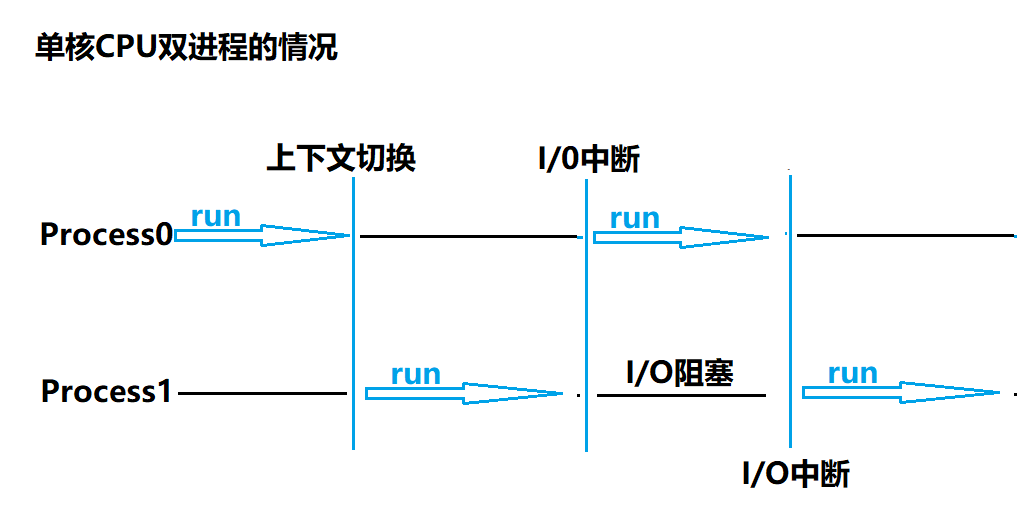 单核CPU双进程的情况
上下文切换
I/0中断
run
run
Process0
I/O阻塞
run
run
Process1
I/O中断